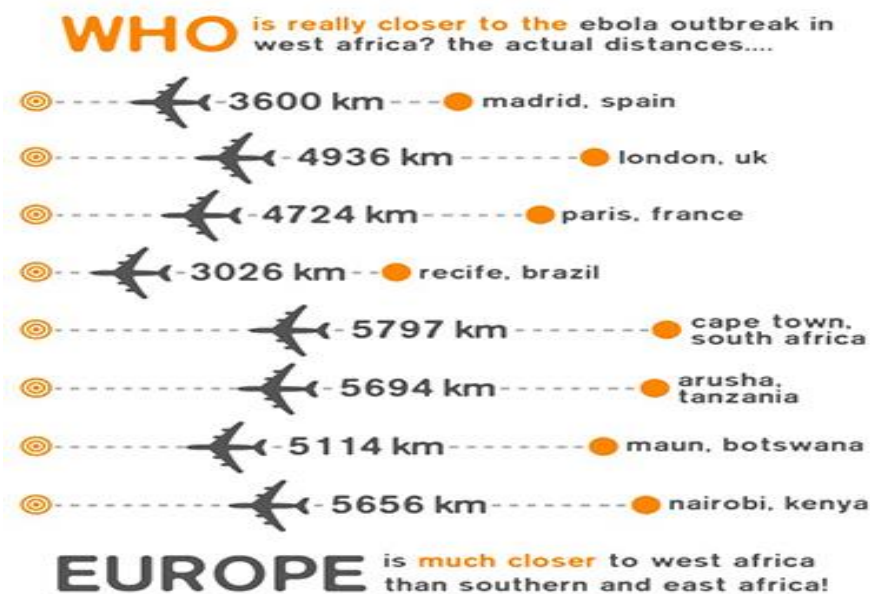 WHO is really closer to the ebola outbreak in
west africa? the actual distances....
3600 km madrid, spain
4936 km london, uk
4724 km paris, france
3026 km recife, brazil
5797 km cape town,
south africa
5694 km arusha,
tanzania
5114 km maun, botswana
5656 km nairobi, kenya
EUROPE is much closer to west africa
than southern and east africa!